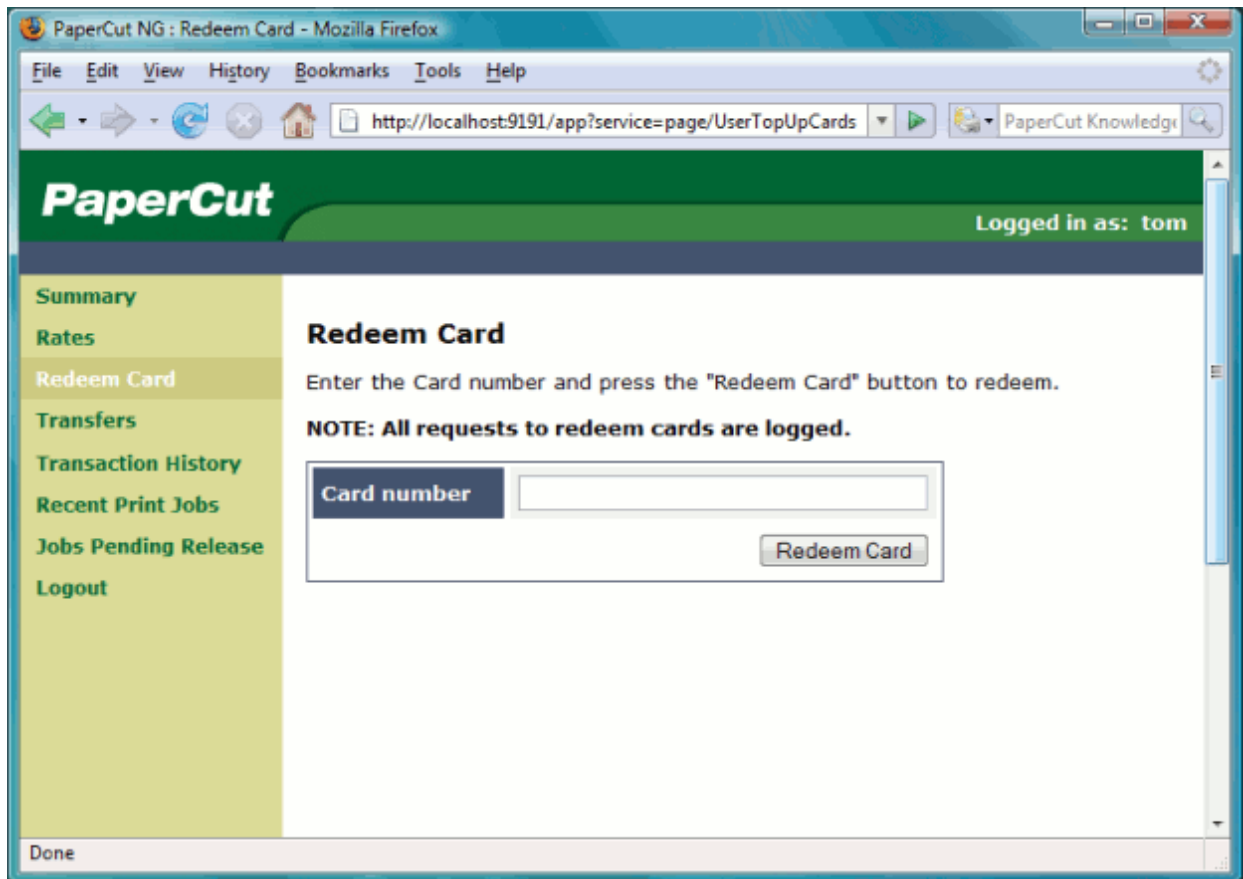 PaperCut NG : Redeem Card - Mozilla Firefox
File Edit View History Bookmarks Tools Help
http://localhost:9191/app?service=page/UserTopUpCards PaperCut Knowledge
PaperCut
Logged in as: tom
Summary
Rates
Redeem Card
Transfers
Transaction History
Recent Print Jobs
Jobs Pending Release
Logout
Redeem Card
Enter the Card number and press the "Redeem Card" button to redeem.
NOTE: All requests to redeem cards are logged.
Card number
Redeem Card
Done